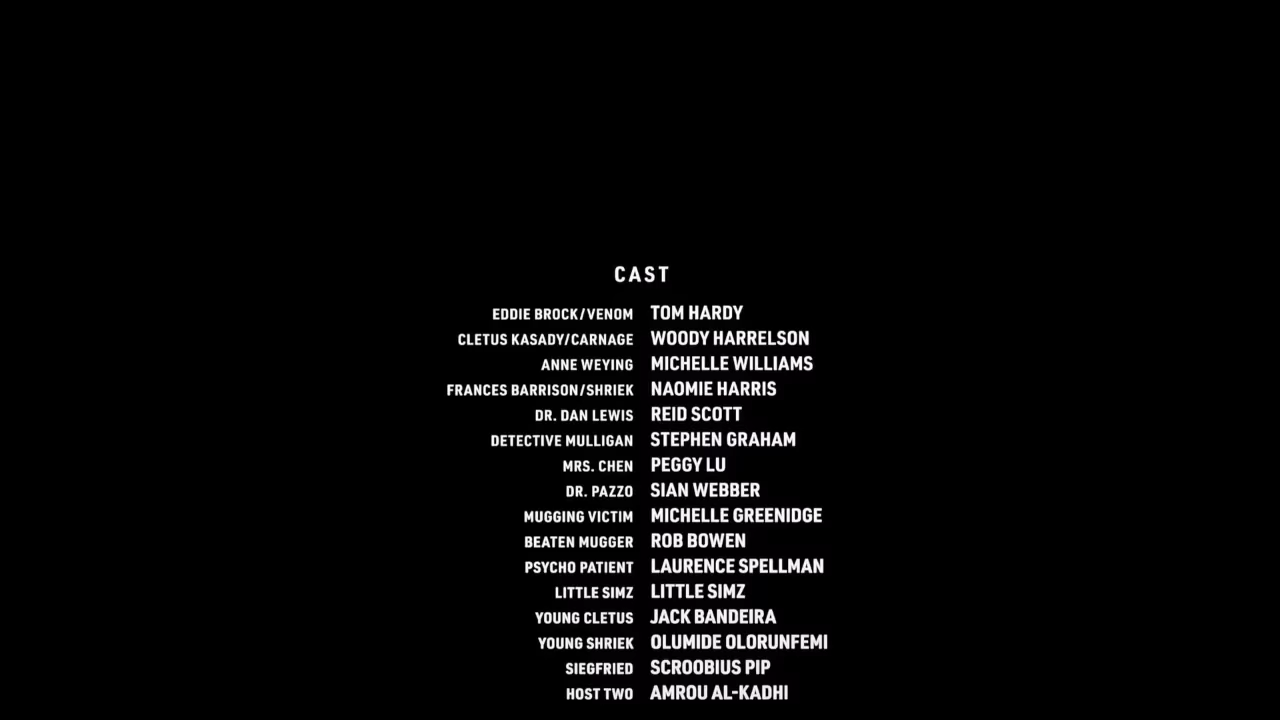 CAST
EDDIE BROCK/VENOM TOM HARDY
CLETUS KASADY/CARNAGE WOODY HARRELSON
ANNE WEYING MICHELLE WILLIAMS
FRANCES BARRISON/SHRIEK NAOMIE HARRIS
DR. DAN LEWIS REID SCOTT
DETECTIVE MULLIGAN STEPHEN GRAHAM
MRS. CHEN PEGGY LU
DR. PAZZO SIAN WEBBER
MUGGING VICTIM MICHELLE GREENIDGE
BEATEN MUGGER ROB BOWEN
PSYCHO PATIENT LAURENCE SPELLMAN
LITTLE SIMZ LITTLE SIMZ
YOUNG CLETUS JACK BANDEIRA
YOUNG SHRIEK OLUMIDE OLORUNFEMI
SIEGFRIED SCROOBIUS PIP
HOST TWO AMROU AL-KADHI